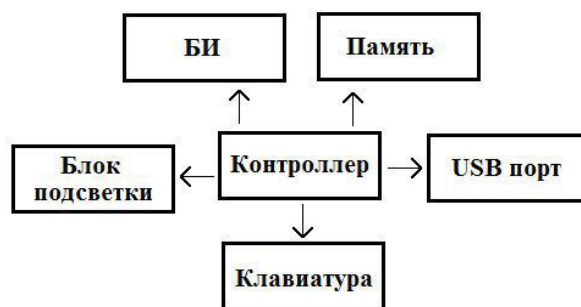 БИ
Память
Блок
подсветки
Контроллер
USB порт
Клавиатура